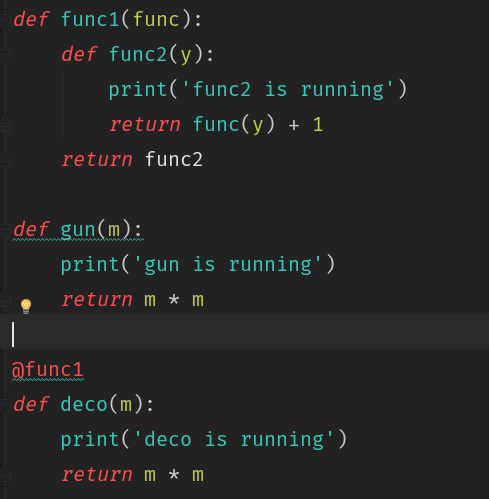 def func1(func):
    def func2(y):
        print('func2 is running')
        return func(y) + 1
    return func2
def gun(m):
    print('gun is running')
    return m * m
@func1
def deco(m):
    print('deco is running')
    return m * m